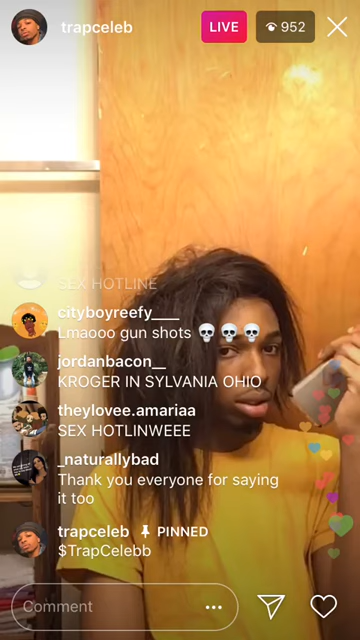 trapceleb
LIVE
952
SEX HOTLINE
cityboyreefy____
Lmaooo gun shots 💀💀💀
jordanbacon__
KROGER IN SYLVANIA OHIO
theylovee.amariaa
SEX HOTLINWEEE
_naturallybad
Thank you everyone for saying
it too
trapceleb PINNED
$TrapCelebb
Comment